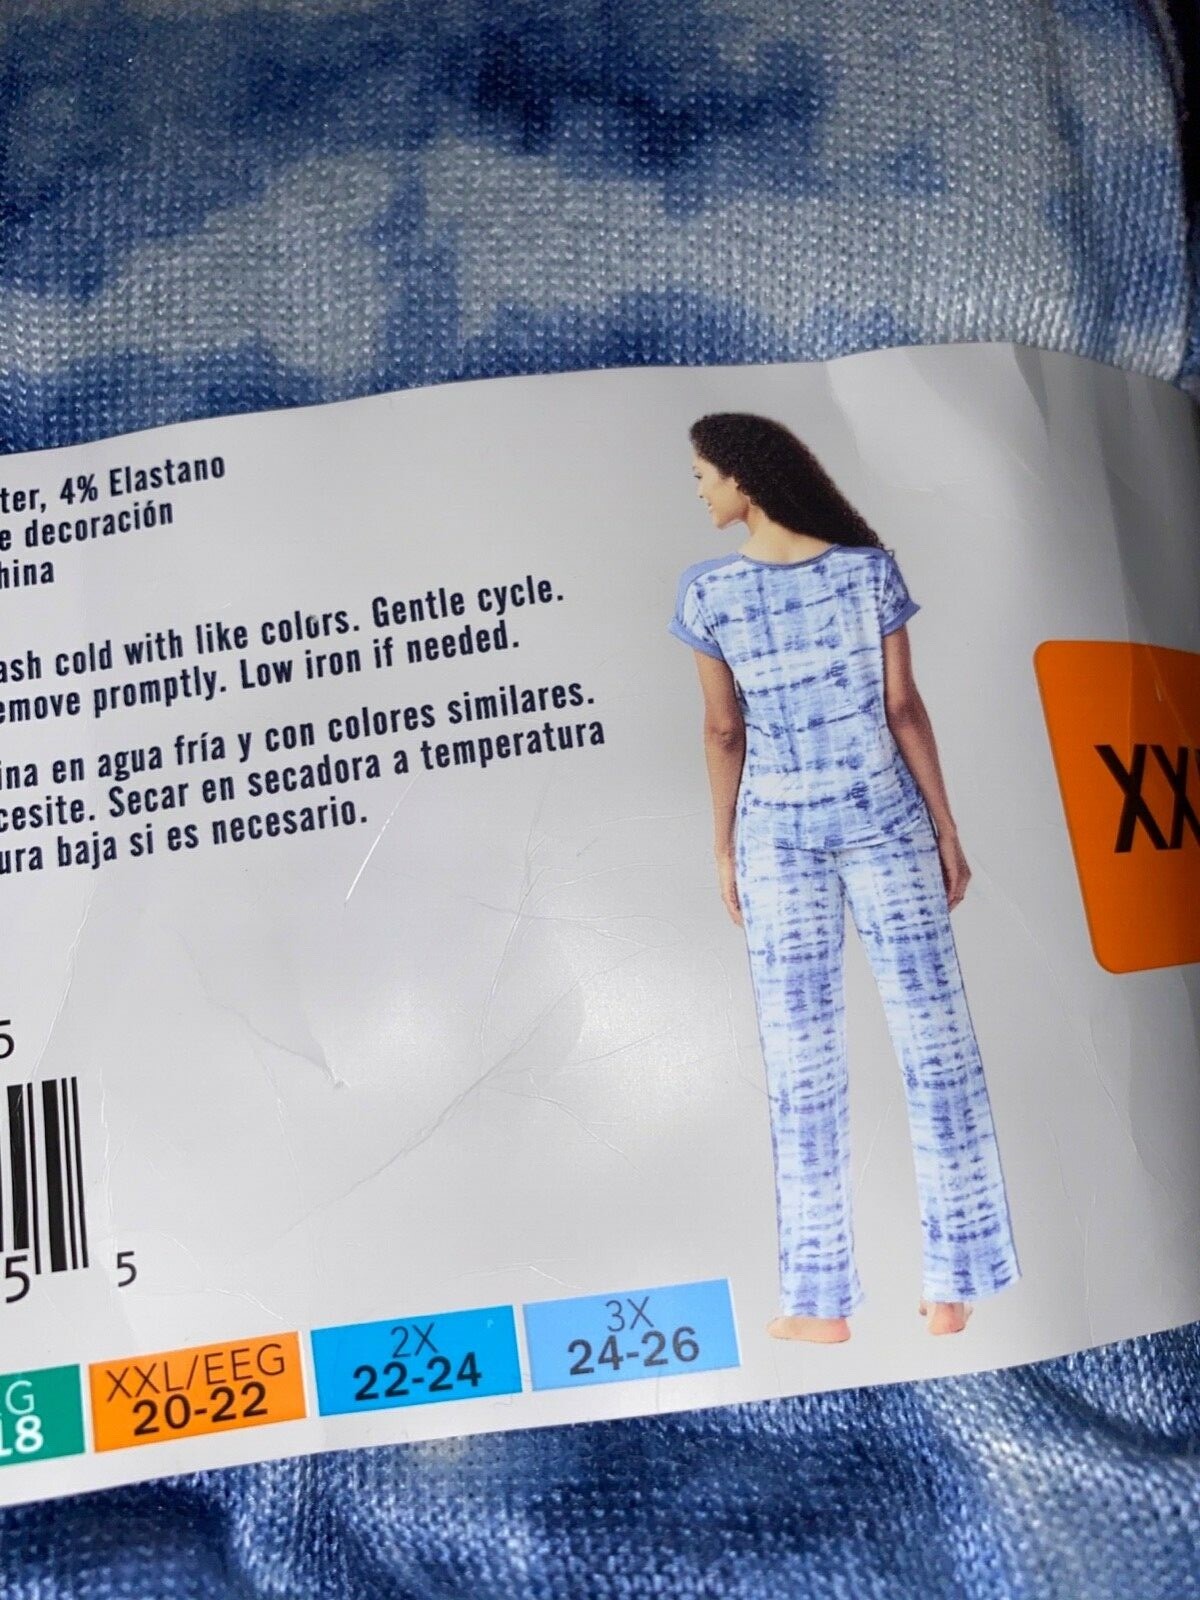 ter, 4% Elastano
e decoración
hina
ash cold with like colors. Gentle cycle.
emove promptly. Low iron if needed.
ina en agua fría y con colores similares.
cesite. Secar en secadora a temperatura
ura baja si es necesario.
XX
5
5 5
G
18
XXL/EEG
20-22
2X
22-24
3X
24-26